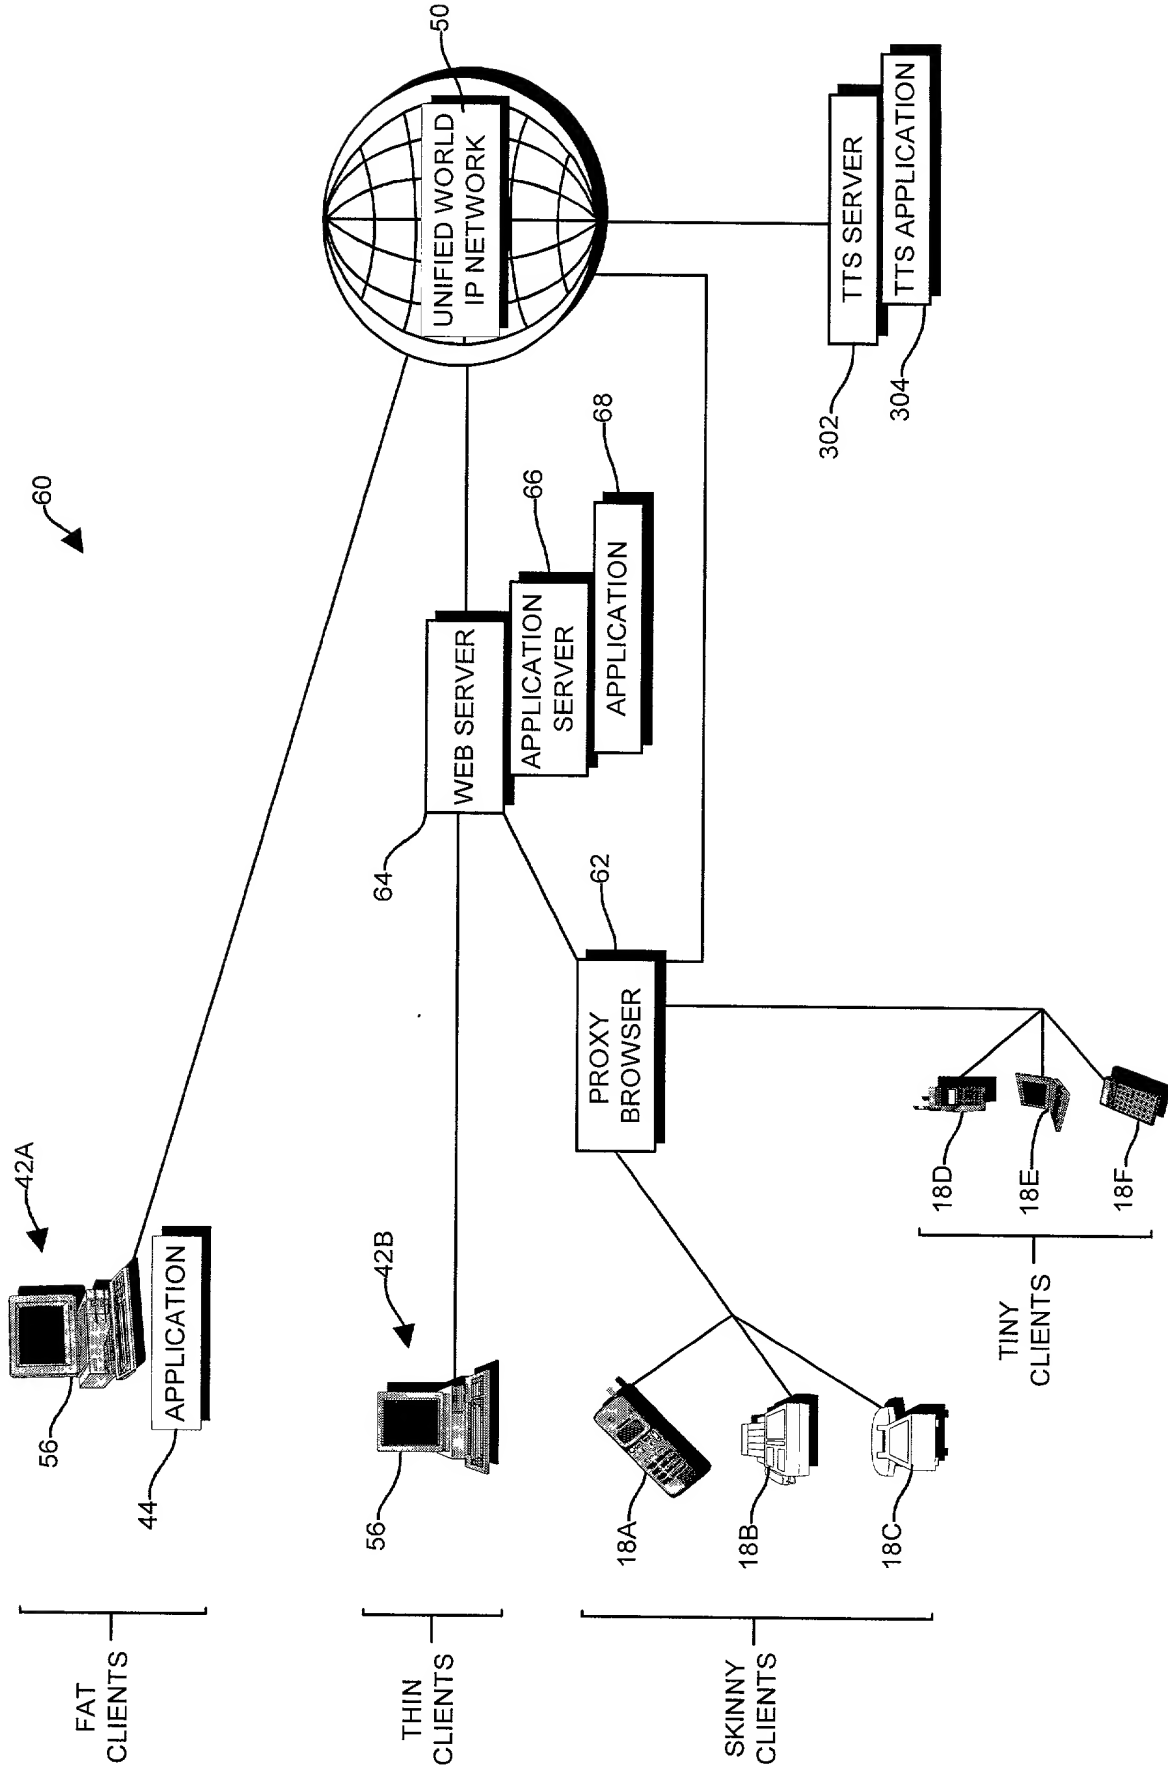 60
FAT
CLIENTS
56
42A
44
APPLICATION
50
UNIFIED WORLD
IP NETWORK
THIN
CLIENTS
56
42B
64
WEB SERVER
66
APPLICATION
SERVER
68
APPLICATION
62
PROXY
BROWSER
SKINNY
CLIENTS
18A
18B
18C
TINY
CLIENTS
18D
18E
18F
302
TTS SERVER
304
TTS APPLICATION